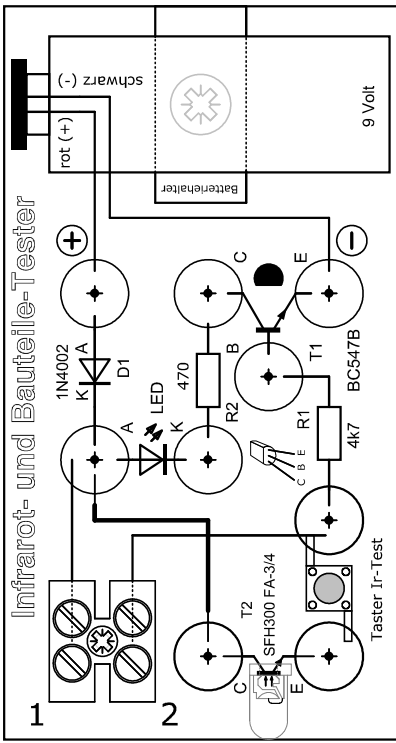 Infrarot- und Bauteile-Tester
rot (+)
schwarz (-)
Batteriehalter
9 Volt
+
-
1N4002
A
K
D1
A
K
LED
470
R2
C
B
E
T1
BC547B
C
B
E
R1
4k7
T2
SFH300 FA-3/4
C
E
Taster Ir-Test
1
2